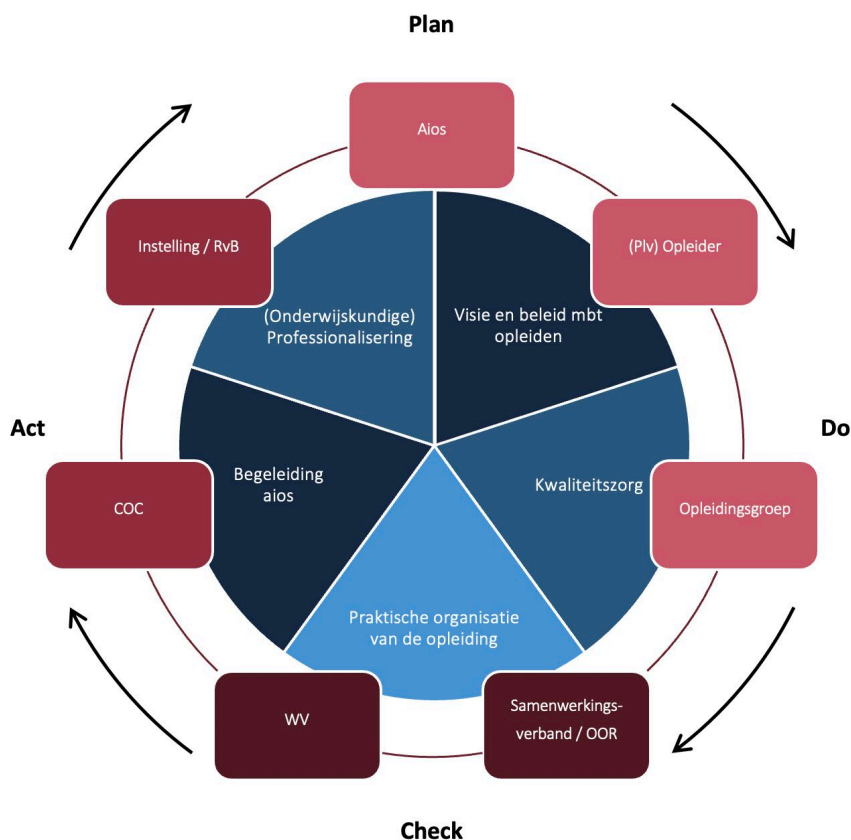 Plan
Aios
Instelling / RvB
(Plv) Opleider
(Onderwijskundige)
Professionalisering
Visie en beleid mbt
opleiden
Act
Do
Begeleiding
aios
Kwaliteitszorg
COC
Opleidingsgroep
Praktische organisatie
van de opleiding
WV
Samenwerkings-
verband / OOR
Check